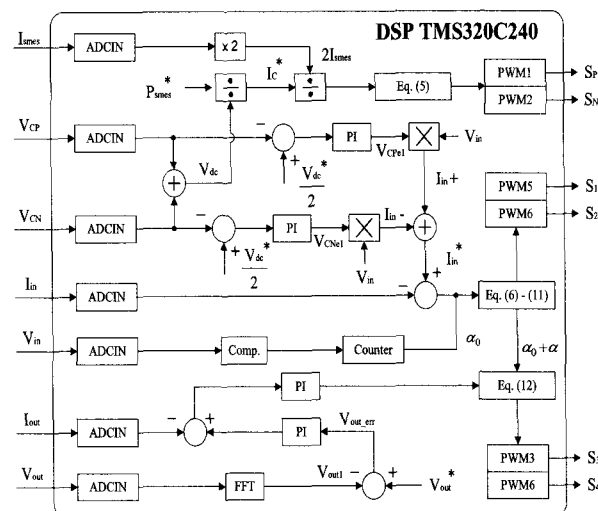 DSP TMS320C240
Ismes
ADCIN
x 2
2Ismes
Psmes*
÷
Ic*
÷
Eq. (5)
PWM1
SP
PWM2
SN
VCP
ADCIN
−
PI
VCPe1
×
Vin
+
Vdc*
2
Vdc
+
Iin+
PWM5
S1
PWM6
S2
VCN
ADCIN
−
PI
VCNe1
×
Iin -
+
+
Vdc*
2
Vin
Iin*
+
Iin
ADCIN
−
Eq. (6) - (11)
Vin
ADCIN
Comp.
Counter
α0
α0+α
PI
Eq. (12)
Iout
ADCIN
−
+
PI
Vout_err
PWM3
S3
PWM6
S4
Vout
ADCIN
FFT
Vout1
−
+
Vout*